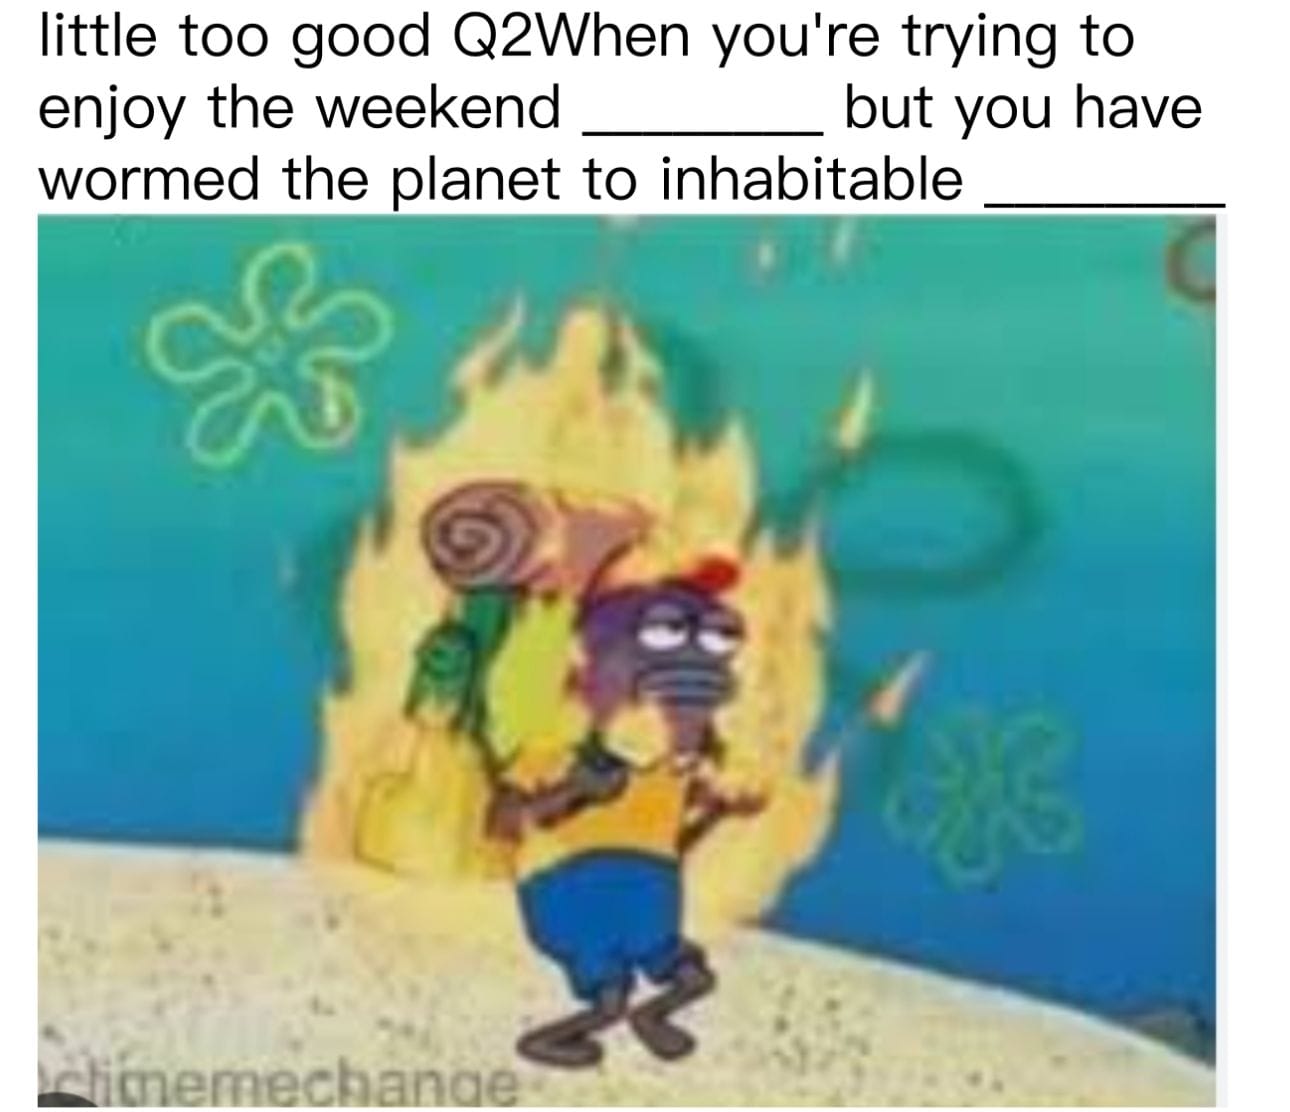 little too good Q2When you're trying to
enjoy the weekend ________ but you have
wormed the planet to inhabitable ________
climemechange